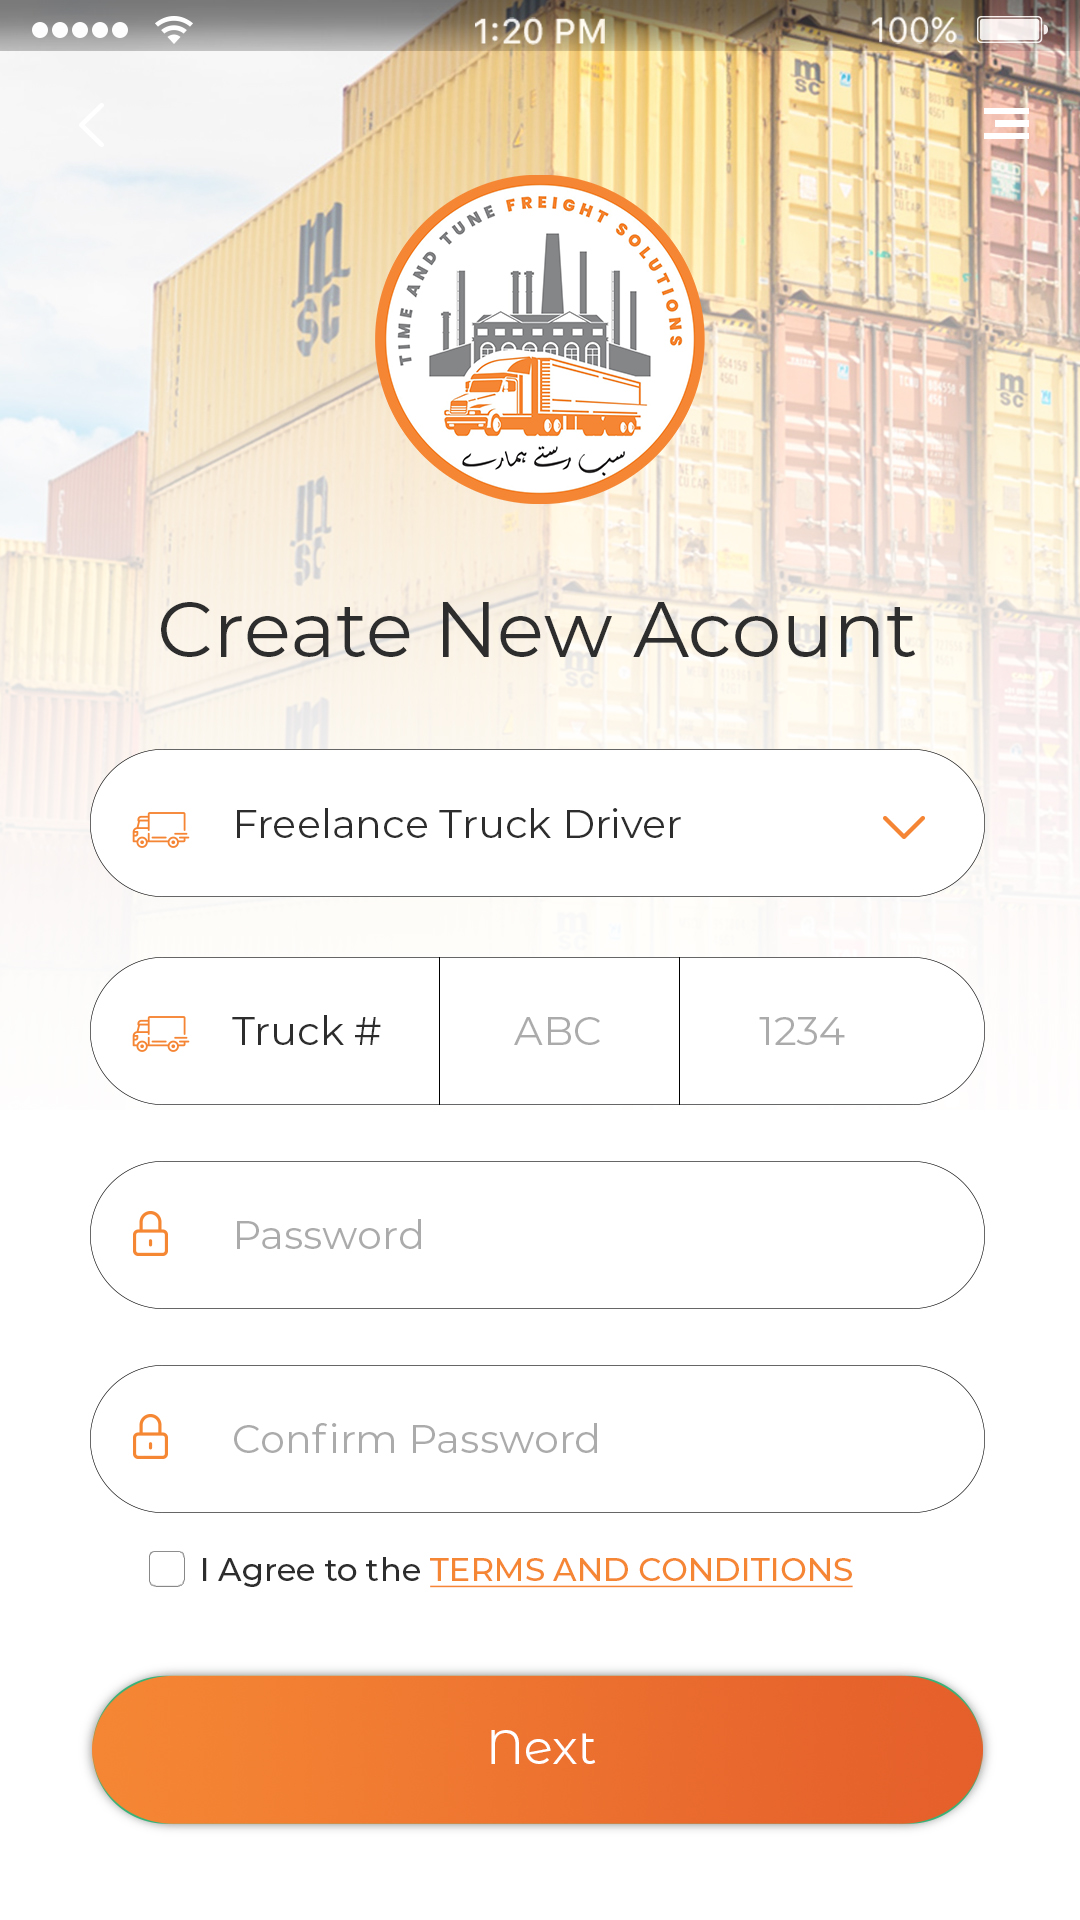 1:20 PM
100%
TIME AND TUNE FREIGHT SOLUTIONS
سب رستے ہمارے
Create New Acount
Freelance Truck Driver
Truck #
ABC
1234
Password
Confirm Password
I Agree to the TERMS AND CONDITIONS
Next